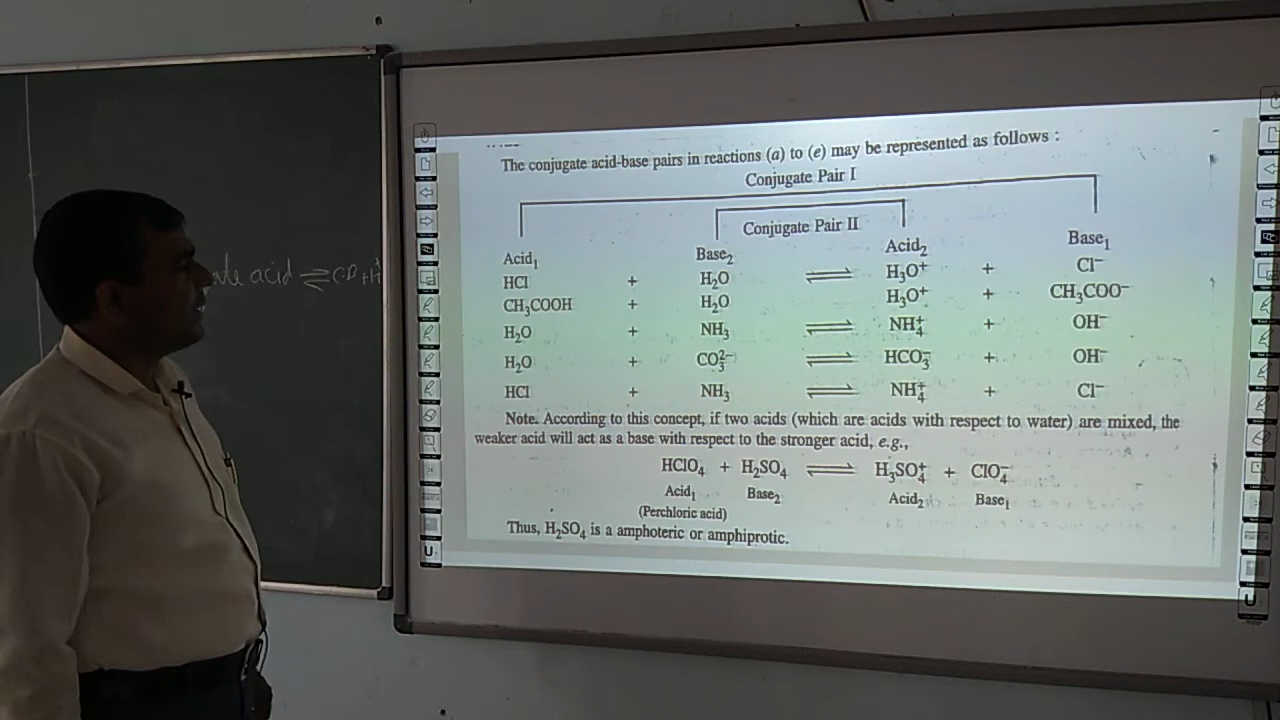 acid ⇌ C.B + H
The conjugate acid-base pairs in reactions (a) to (e) may be represented as follows :
Conjugate Pair I
Conjugate Pair II
Acid₁ Base₂ Acid₂ Base₁
HCl + H₂O ⇌ H₃O⁺ + Cl⁻
CH₃COOH + H₂O H₃O⁺ + CH₃COO⁻
H₂O + NH₃ ⇌ NH₄⁺ + OH⁻
H₂O + CO₃²⁻ ⇌ HCO₃⁻ + OH⁻
HCl + NH₃ ⇌ NH₄⁺ + Cl⁻
Note. According to this concept, if two acids (which are acids with respect to water) are mixed, the
weaker acid will act as a base with respect to the stronger acid, e.g.,
HClO₄ + H₂SO₄ ⇌ H₃SO₄⁺ + ClO₄⁻
Acid₁ Base₂ Acid₂ Base₁
(Perchloric acid)
Thus, H₂SO₄ is a amphoteric or amphiprotic.